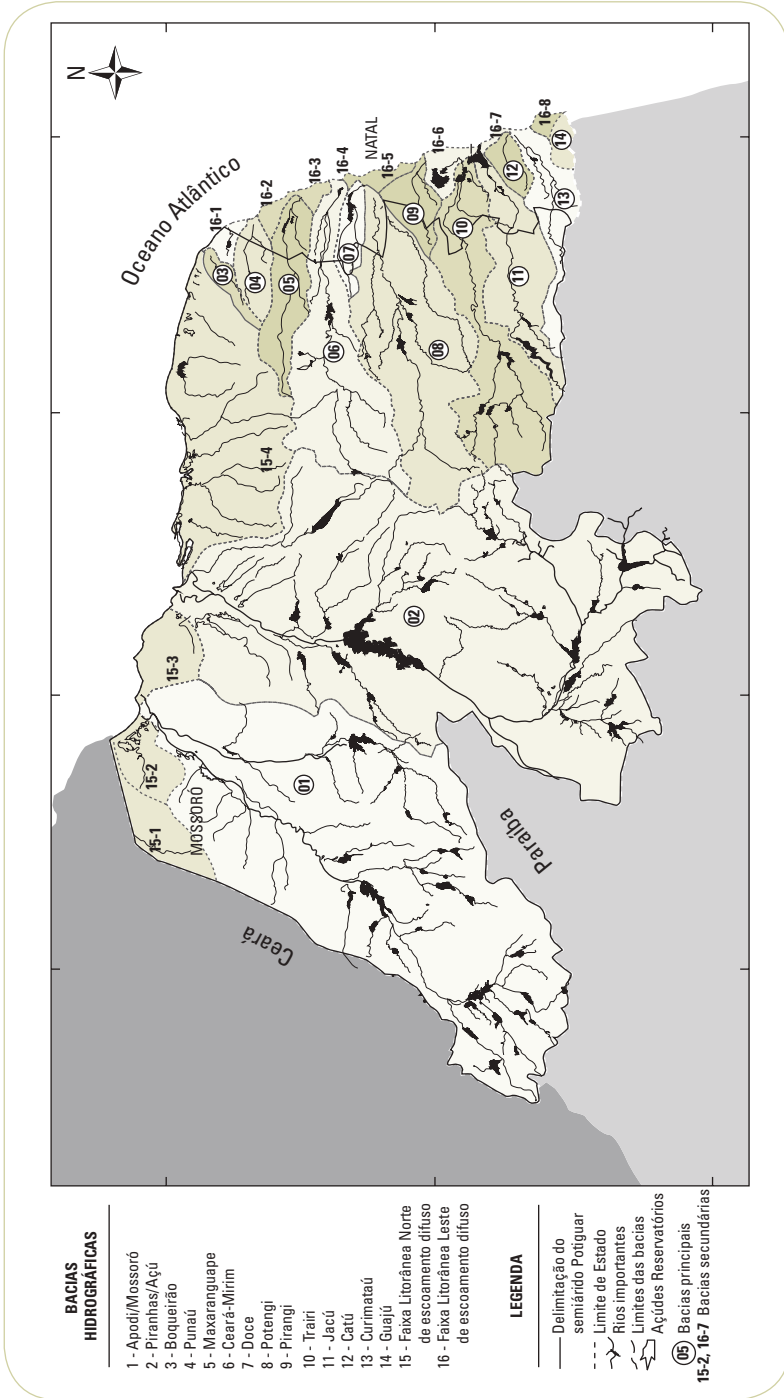 BACIAS
HIDROGRÁFICAS
1 - Apodi/Mossoró
2 - Piranhas/Açú
3 - Boqueirão
4 - Punaú
5 - Maxaranguape
6 - Ceará-Mirim
7 - Doce
8 - Potengi
9 - Pirangi
10 - Trairi
11 - Jacú
12 - Catú
13 - Curimataú
14 - Guajú
15 - Faixa Litorânea Norte
de escoamento difuso
16 - Faixa Litorânea Leste
de escoamento difuso
LEGENDA
Delimitação do
semiárido Potiguar
Limite de Estado
Rios importantes
Limites das bacias
Açúdes Reservatórios
05 Bacias principais
15-2, 16-7 Bacias secundárias
N
Oceano Atlântico
Ceará
Paraíba
MOSSORÓ
NATAL
15-1
15-2
15-3
15-4
16-1
16-2
16-3
16-4
16-5
16-6
16-7
16-8
01
02
03
04
05
06
07
08
09
10
11
12
13
14